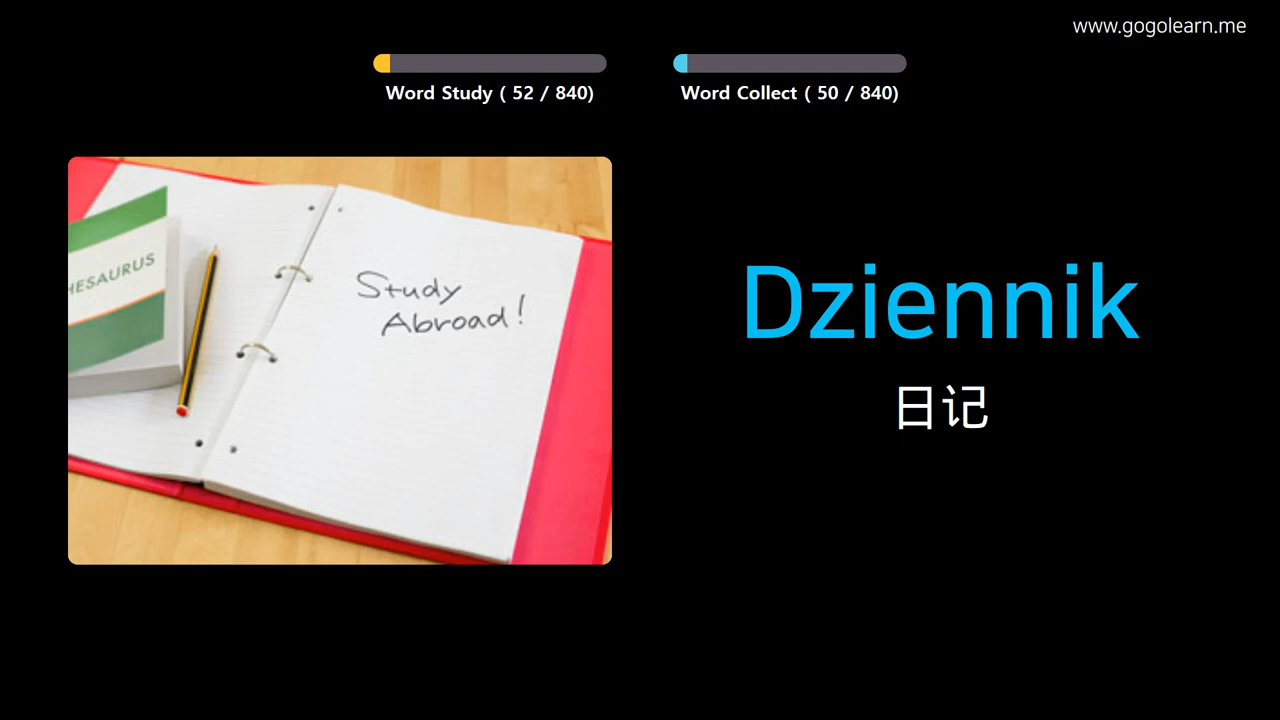 www.gogolearn.me
Word Study ( 52 / 840)
Word Collect ( 50 / 840)
HESAURUS
Study
Abroad!
Dziennik
日记